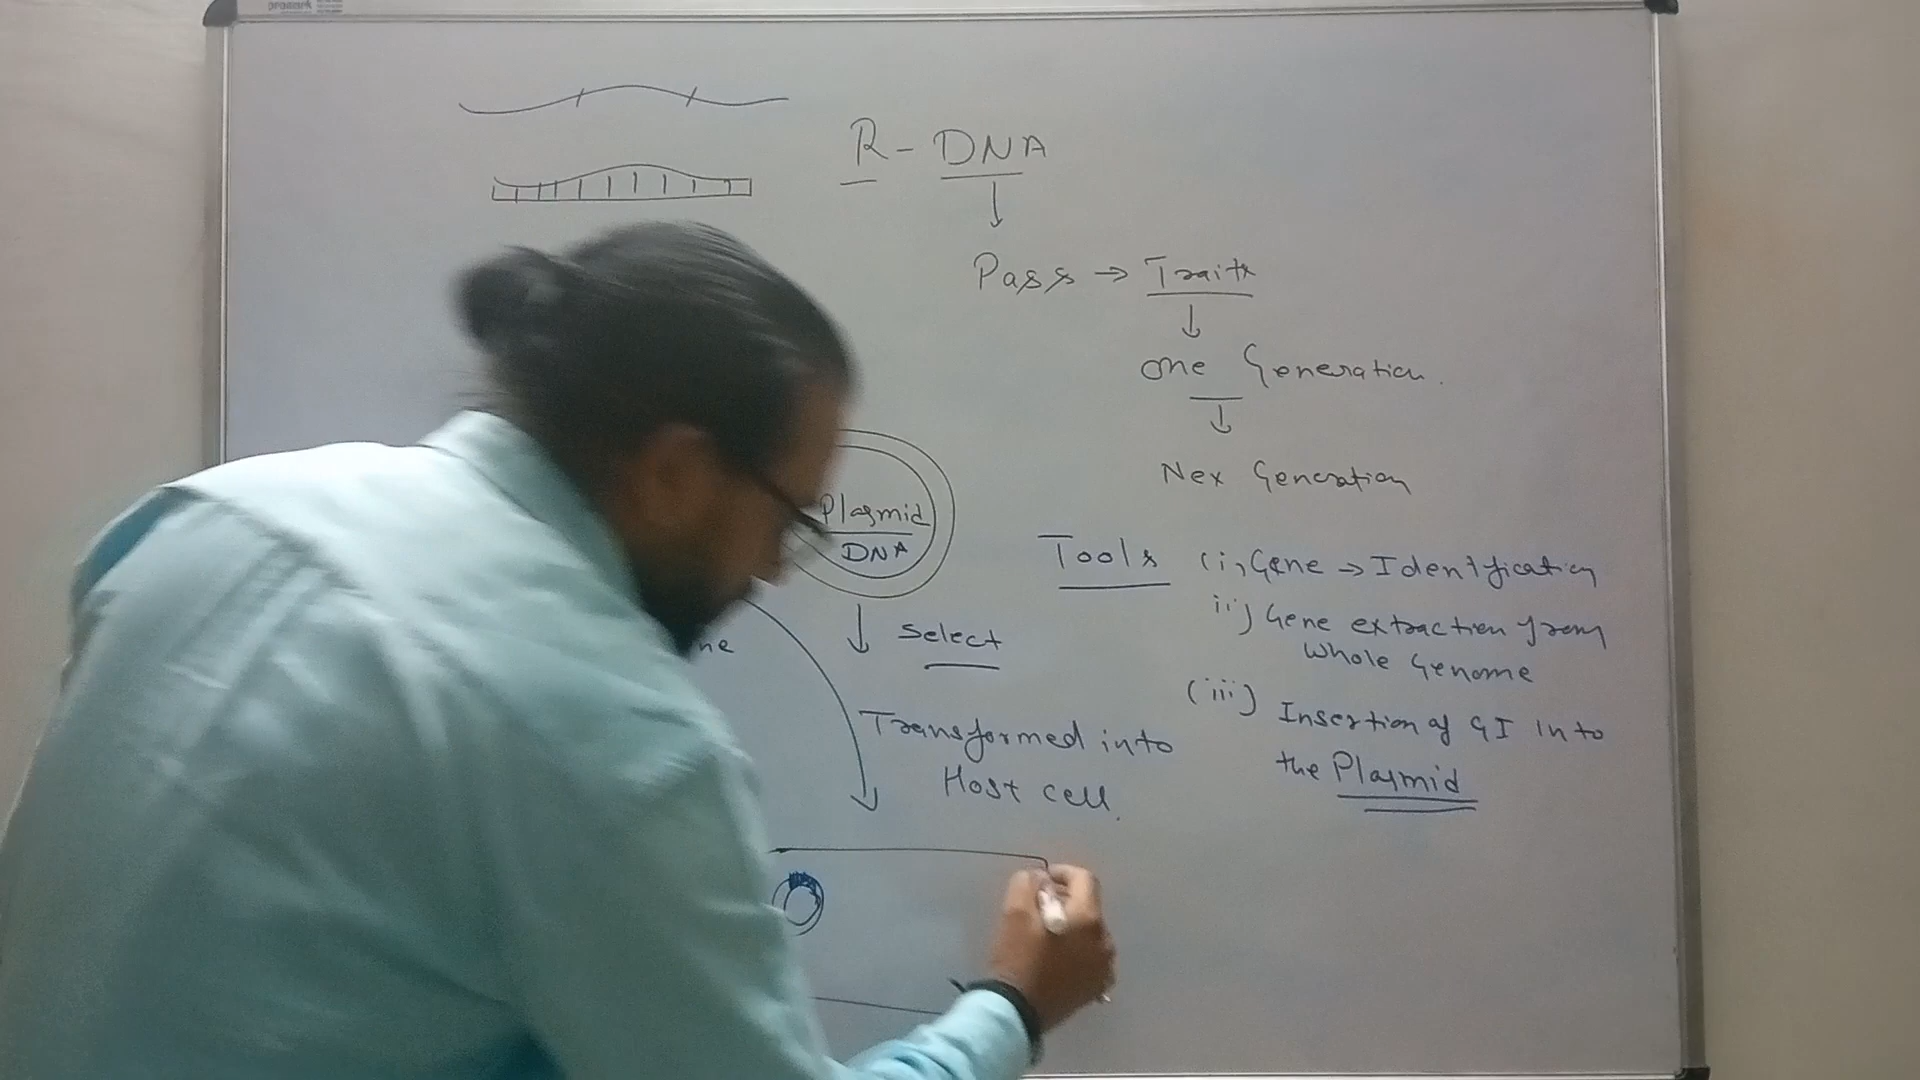 R - DNA
↓
Pass → Traits
↓
One Generation.
↓
Nex Generation
Plasmid
DNA
↓ Select
ne
Transformed into
Host cell.
Tools (i) Gene → Identification
ii) Gene extraction from
Whole Genome
(iii) Insertion of GI Into
the Plasmid